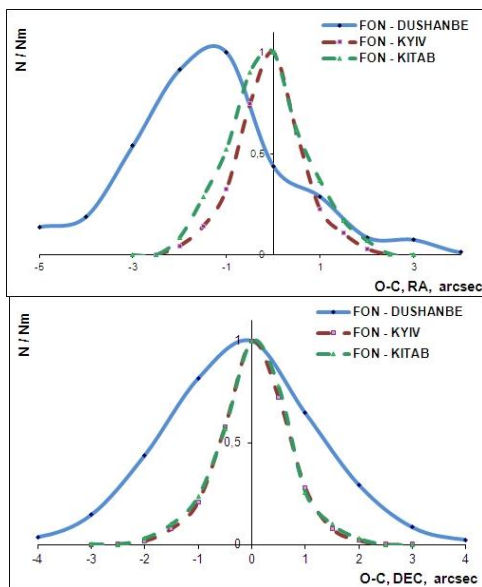 N / Nm
FON - DUSHANBE
FON - KYIV
FON - KITAB
1
0,5
0
-5 -3 -1 1 3
O-C, RA, arcsec
N / Nm
FON - DUSHANBE
FON - KYIV
FON - KITAB
1
0,5
0
-4 -3 -2 -1 0 1 2 3 4
O-C, DEC, arcsec